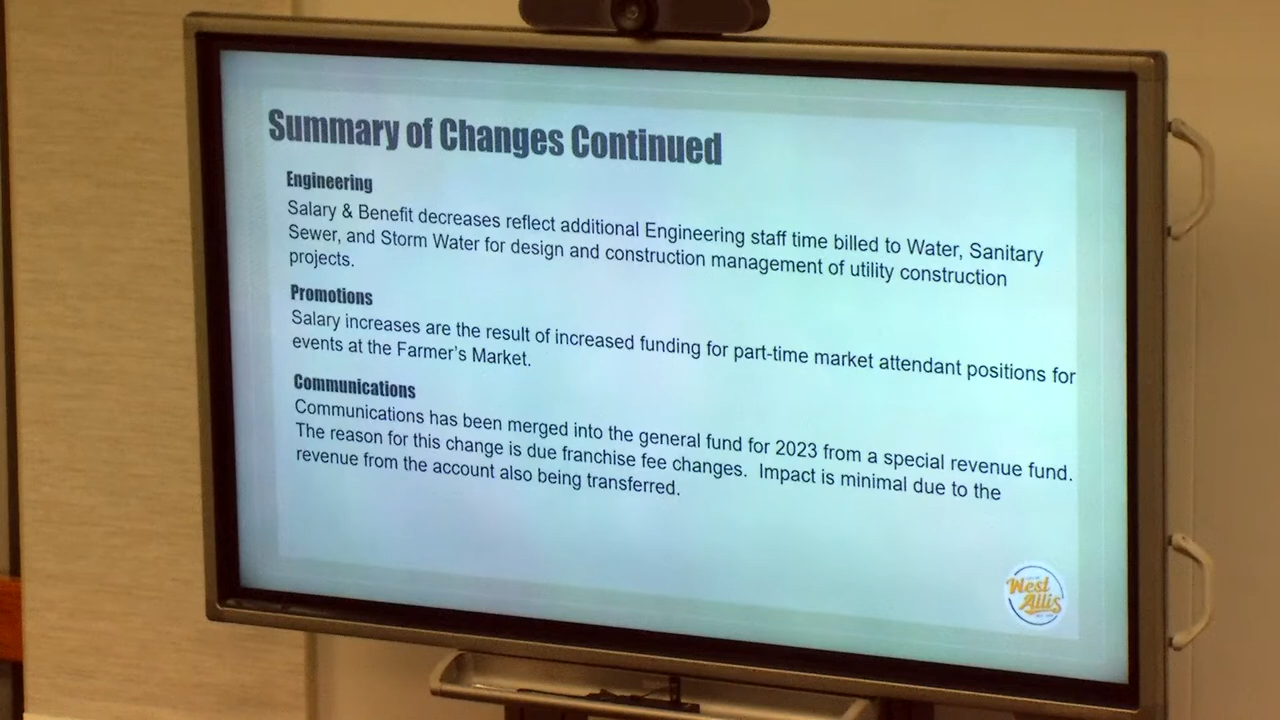 Summary of Changes Continued
Engineering
Salary & Benefit decreases reflect additional Engineering staff time billed to Water, Sanitary
Sewer, and Storm Water for design and construction management of utility construction
projects.
Promotions
Salary increases are the result of increased funding for part-time market attendant positions for
events at the Farmer's Market.
Communications
Communications has been merged into the general fund for 2023 from a special revenue fund.
The reason for this change is due franchise fee changes.  Impact is minimal due to the
revenue from the account also being transferred.
West
Allis